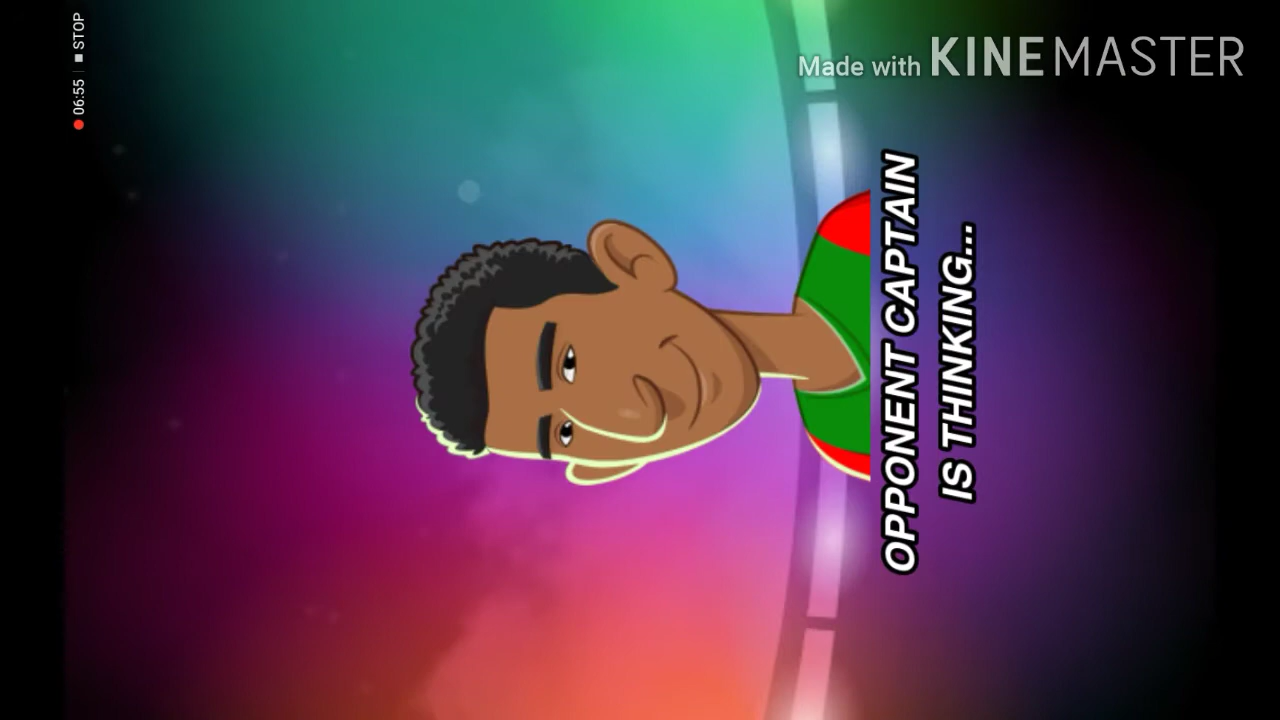 Made with KINEMASTER
06:55 | ■ STOP
OPPONENT CAPTAIN
IS THINKING...